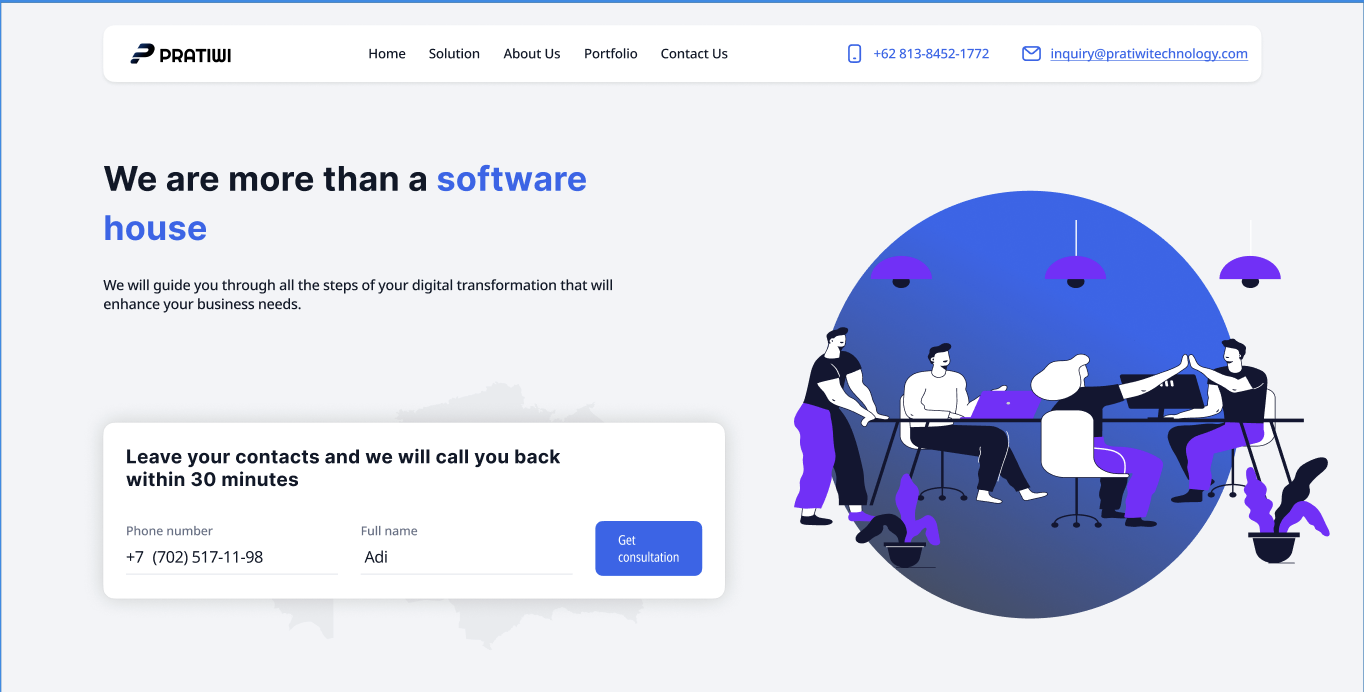 PRATIWI
Home Solution About Us Portfolio Contact Us
+62 813-8452-1772
inquiry@pratiwitechnology.com
We are more than a software
house
We will guide you through all the steps of your digital transformation that will
enhance your business needs.
Leave your contacts and we will call you back
within 30 minutes
Phone number
+7 (702) 517-11-98
Full name
Adi
Get
consultation